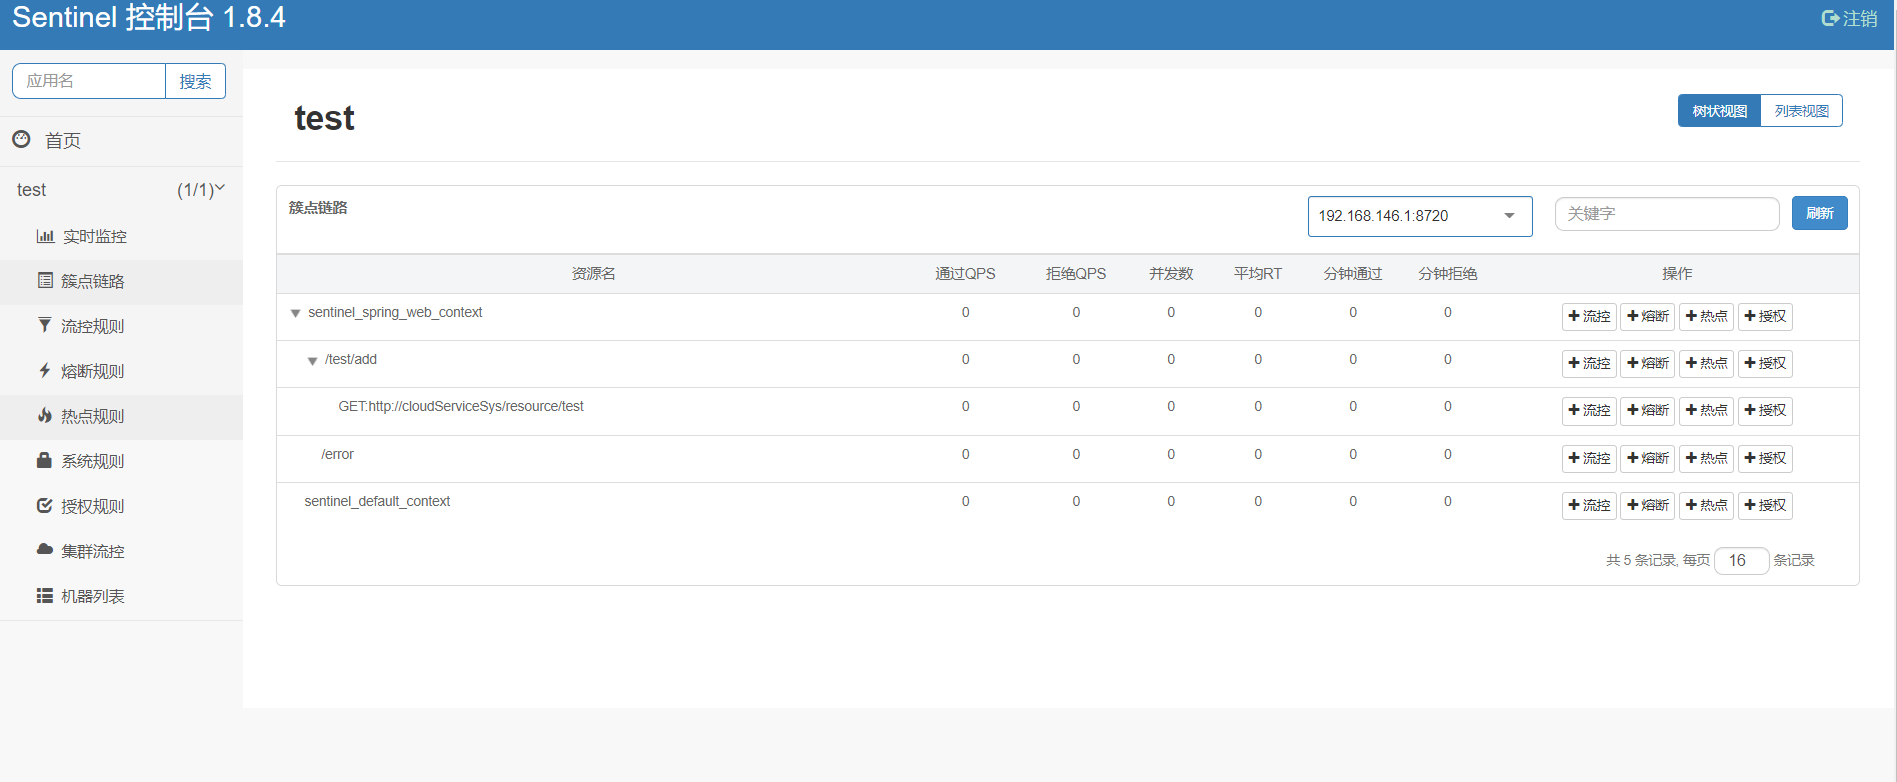 Sentinel 控制台 1.8.4
注销
应用名 搜索
首页
test (1/1)
实时监控
簇点链路
流控规则
熔断规则
热点规则
系统规则
授权规则
集群流控
机器列表
test
树状视图 列表视图
簇点链路
192.168.146.1:8720 关键字 刷新
资源名 通过QPS 拒绝QPS 并发数 平均RT 分钟通过 分钟拒绝 操作
sentinel_spring_web_context 0 0 0 0 0 0 流控 熔断 热点 授权
/test/add 0 0 0 0 0 0 流控 熔断 热点 授权
GET:http://cloudServiceSys/resource/test 0 0 0 0 0 0 流控 熔断 热点 授权
/error 0 0 0 0 0 0 流控 熔断 热点 授权
sentinel_default_context 0 0 0 0 0 0 流控 熔断 热点 授权
共 5 条记录, 每页 16 条记录